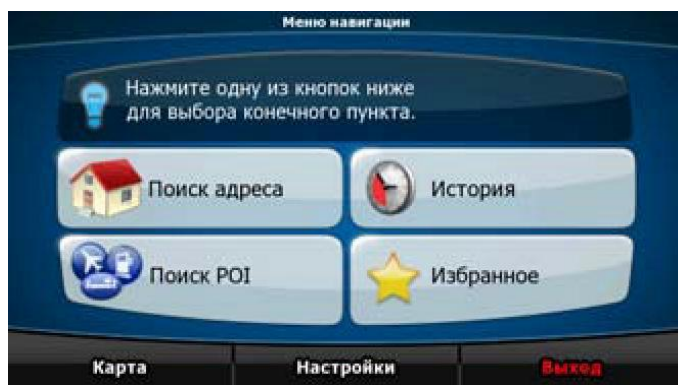 Меню навигации
Нажмите одну из кнопок ниже
для выбора конечного пункта.
Поиск адреса
История
Поиск POI
Избранное
Карта
Настройки
Выход